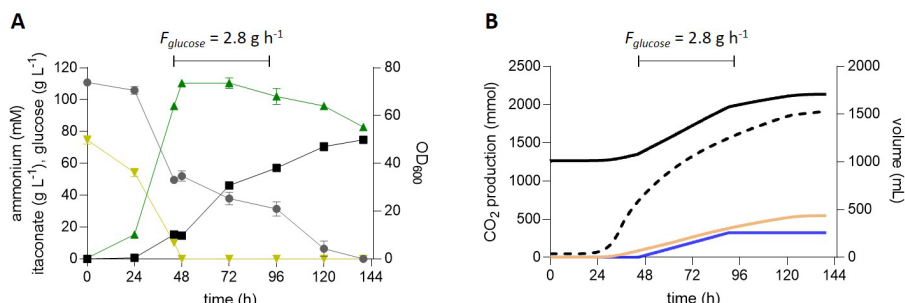 A
F_glucose = 2.8 g h⁻¹
ammonium (mM)
itaconate (g L⁻¹), glucose (g L⁻¹)
120
100
80
60
40
20
0
80
60
40
20
0
OD₆₀₀
0 24 48 72 96 120 144
time (h)
B
F_glucose = 2.8 g h⁻¹
CO₂ production (mmol)
2500
2000
1500
1000
500
0
2000
1500
1000
500
0
volume (mL)
0 24 48 72 96 120 144
time (h)